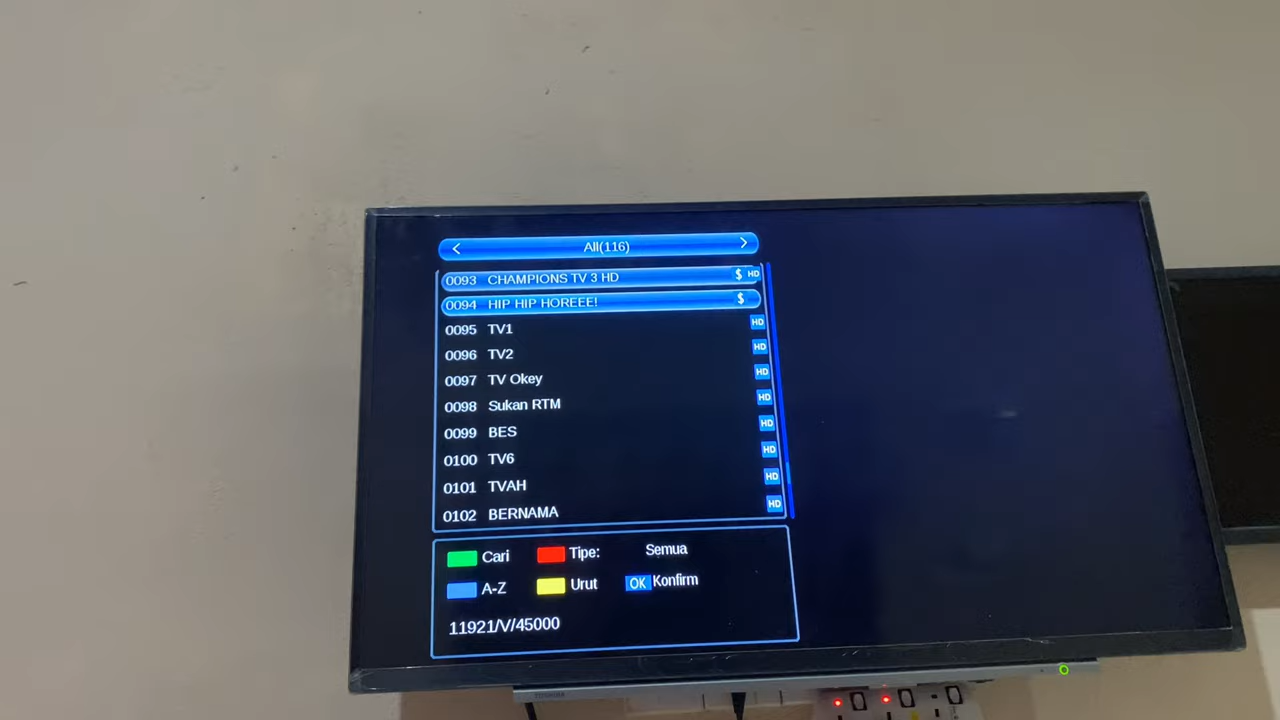 < All(116) >
0093 CHAMPIONS TV 3 HD $ HD
0094 HIP HIP HOREEE! $
0095 TV1 HD
0096 TV2 HD
0097 TV Okey HD
0098 Sukan RTM HD
0099 BES HD
0100 TV6 HD
0101 TVAH HD
0102 BERNAMA HD
Cari Tipe: Semua
A-Z Urut OK Konfirm
11921/V/45000
TOSHIBA